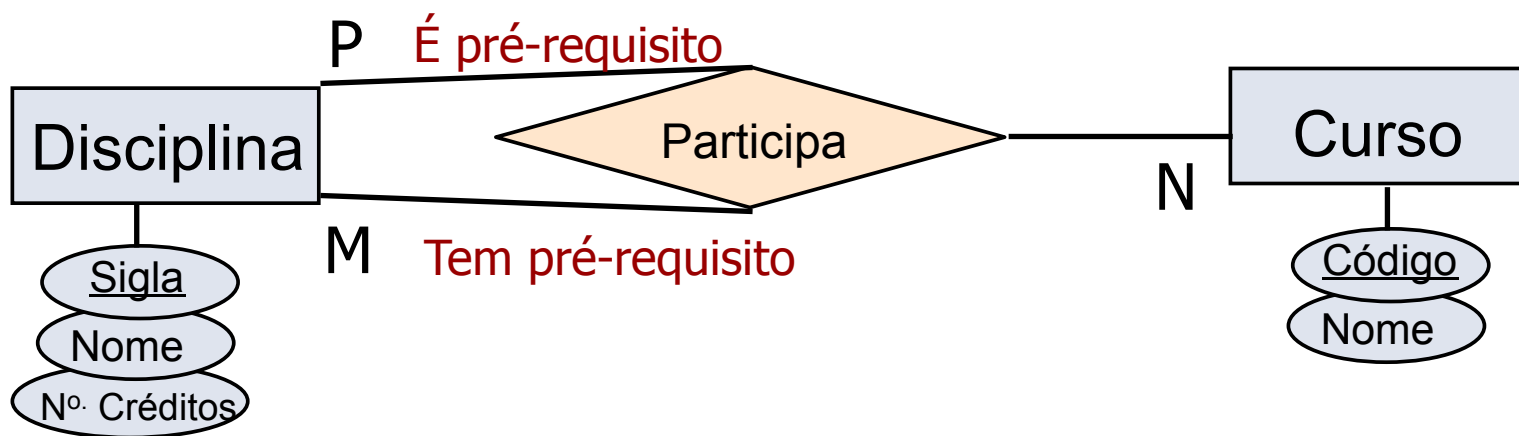 P É pré-requisito
Disciplina
Participa
Curso
N
M Tem pré-requisito
Sigla
Nome
Nº. Créditos
Código
Nome